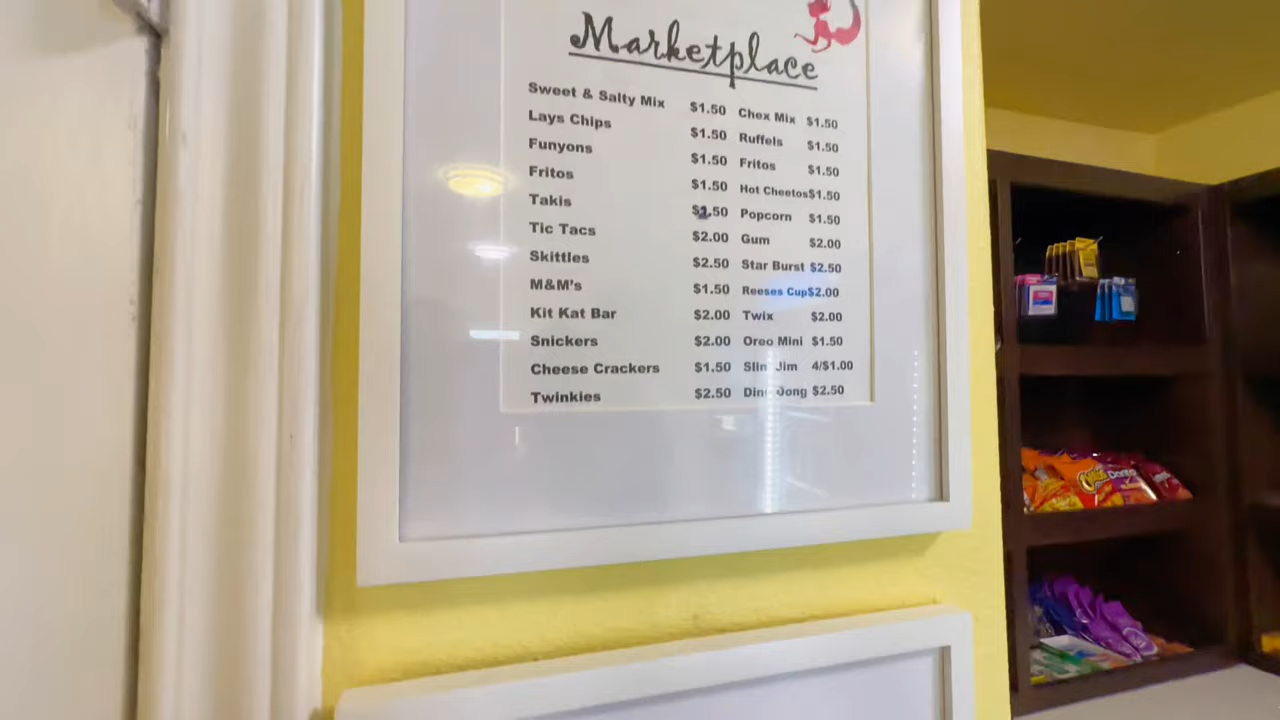 Marketplace
Sweet & Salty Mix $1.50 Chex Mix $1.50
Lays Chips $1.50 Ruffels $1.50
Funyons $1.50 Fritos $1.50
Fritos $1.50 Hot Cheetos $1.50
Takis Popcorn $1.50
Tic Tacs $2.00 Gum $2.00
Skittles $2.50 Star Burst $2.50
M&M's $1.50 Reeses Cup $2.00
Kit Kat Bar $2.00 Twix $2.00
Snickers $2.00 Oreo Mini $1.50
Cheese Crackers $1.50 Slim Jim 4/$1.00
Twinkies $2.50 Ding Dong $2.50